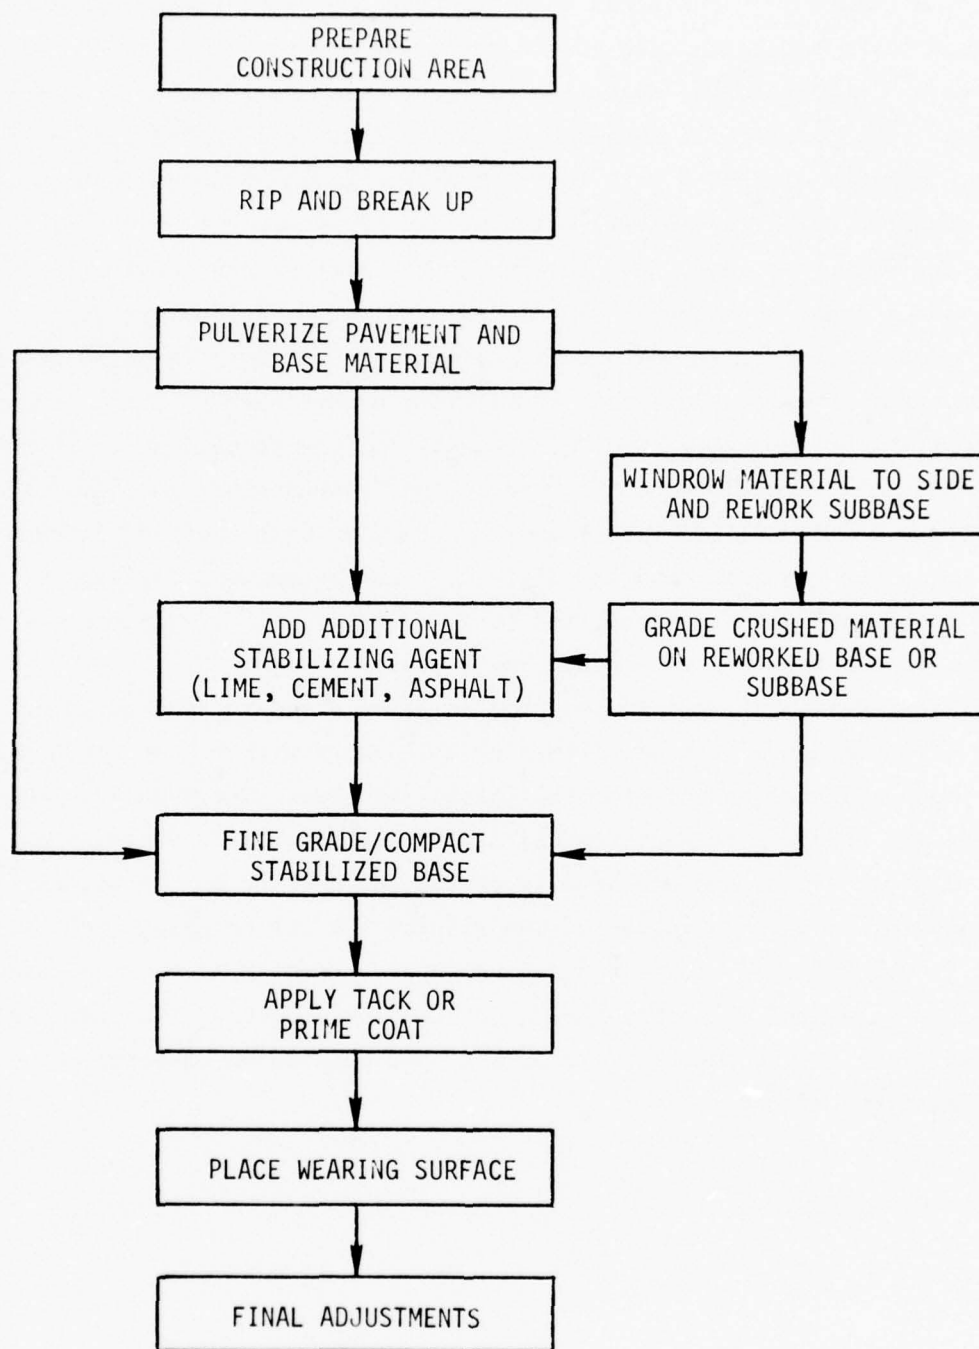 PREPARE
CONSTRUCTION AREA
RIP AND BREAK UP
PULVERIZE PAVEMENT AND
BASE MATERIAL
WINDROW MATERIAL TO SIDE
AND REWORK SUBBASE
ADD ADDITIONAL
STABILIZING AGENT
(LIME, CEMENT, ASPHALT)
GRADE CRUSHED MATERIAL
ON REWORKED BASE OR
SUBBASE
FINE GRADE/COMPACT
STABILIZED BASE
APPLY TACK OR
PRIME COAT
PLACE WEARING SURFACE
FINAL ADJUSTMENTS